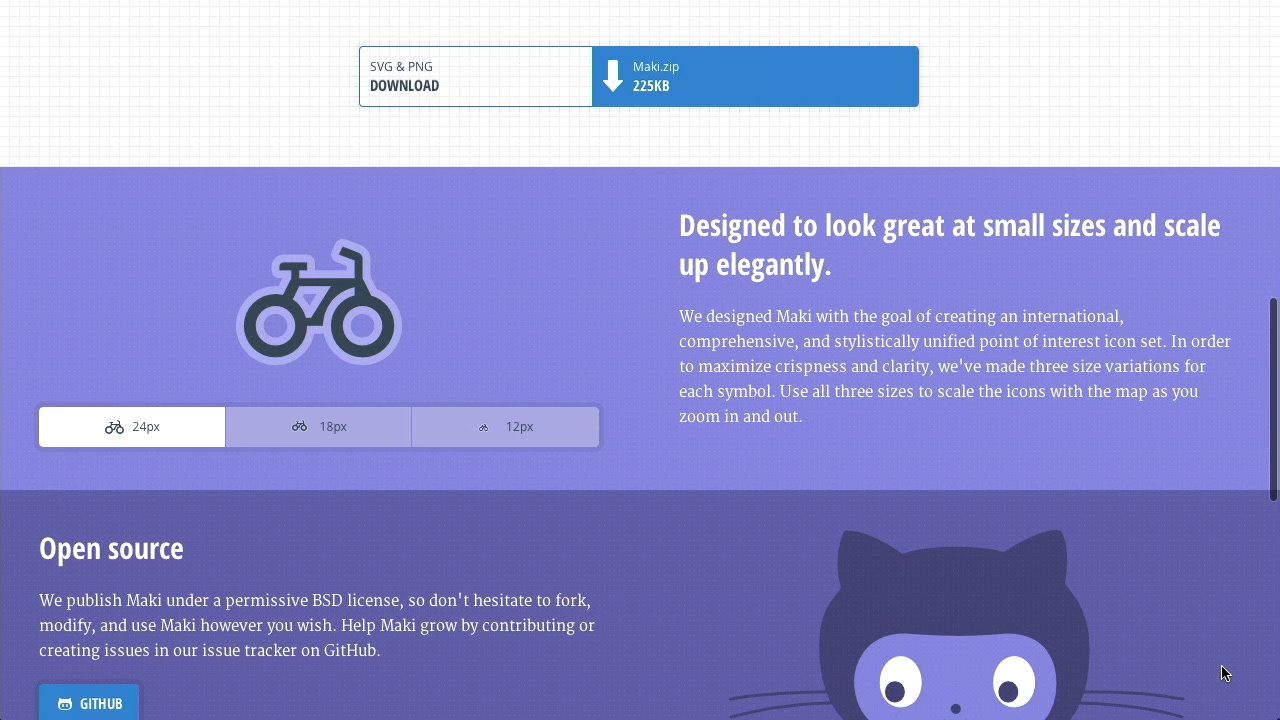 SVG & PNG
DOWNLOAD
Maki.zip
225KB
Designed to look great at small sizes and scale
up elegantly.
We designed Maki with the goal of creating an international,
comprehensive, and stylistically unified point of interest icon set. In order
to maximize crispness and clarity, we've made three size variations for
each symbol. Use all three sizes to scale the icons with the map as you
zoom in and out.
24px
18px
12px
Open source
We publish Maki under a permissive BSD license, so don't hesitate to fork,
modify, and use Maki however you wish. Help Maki grow by contributing or
creating issues in our issue tracker on GitHub.
GITHUB